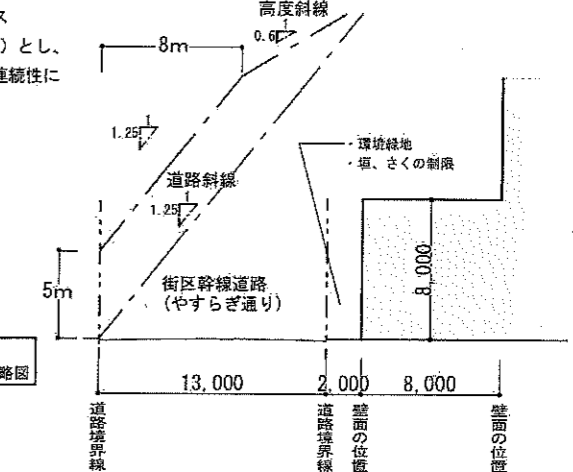 ス
）とし、
連続性に
高度斜線
1
0.6
8m
1
1.25
・環境緑地
・垣、さくの制限
道路斜線
1
1.25
街区幹線道路
（やすらぎ通り）
5m
8,000
略図
13,000 2,000 8,000
道路境界線
道路境界線
壁面の位置
壁面の位置